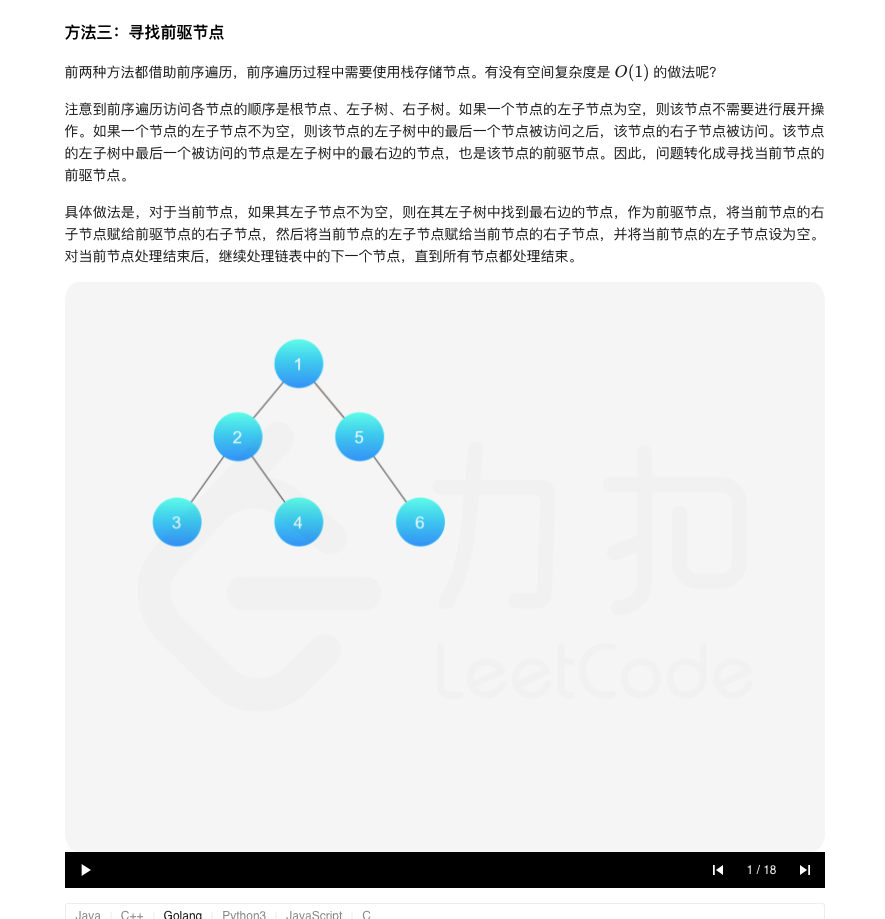 方法三：寻找前驱节点
前两种方法都借助前序遍历，前序遍历过程中需要使用栈存储节点。有没有空间复杂度是 O(1) 的做法呢？
注意到前序遍历访问各节点的顺序是根节点、左子树、右子树。如果一个节点的左子节点为空，则该节点不需要进行展开操
作。如果一个节点的左子节点不为空，则该节点的左子树中的最后一个节点被访问之后，该节点的右子节点被访问。该节点
的左子树中最后一个被访问的节点是左子树中的最右边的节点，也是该节点的前驱节点。因此，问题转化成寻找当前节点的
前驱节点。
具体做法是，对于当前节点，如果其左子节点不为空，则在其左子树中找到最右边的节点，作为前驱节点，将当前节点的右
子节点赋给前驱节点的右子节点，然后将当前节点的左子节点赋给当前节点的右子节点，并将当前节点的左子节点设为空。
对当前节点处理结束后，继续处理链表中的下一个节点，直到所有节点都处理结束。
1
2 5
3 4 6
力扣
LeetCode
1 / 18
Java C++ Golang Python3 JavaScript C